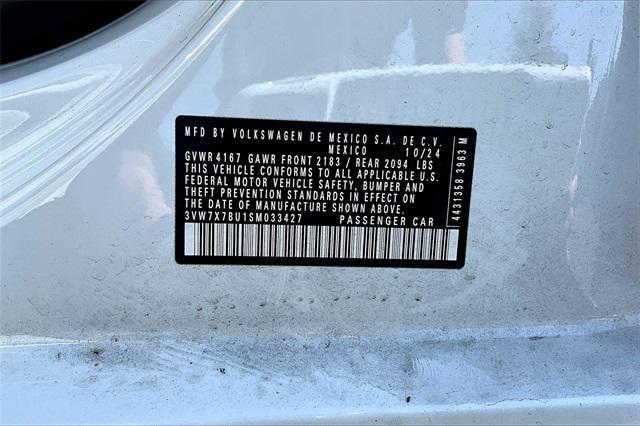 MFD BY VOLKSWAGEN DE MEXICO S.A. DE C.V.
MEXICO 10/24
GVWR 4167 GAWR FRONT 2183 / REAR 2094 LBS
THIS VEHICLE CONFORMS TO ALL APPLICABLE U.S.
FEDERAL MOTOR VEHICLE SAFETY, BUMPER AND
THEFT PREVENTION STANDARDS IN EFFECT ON
THE DATE OF MANUFACTURE SHOWN ABOVE.
3VW7X7BU1SM033427 PASSENGER CAR
4431358 3963 M